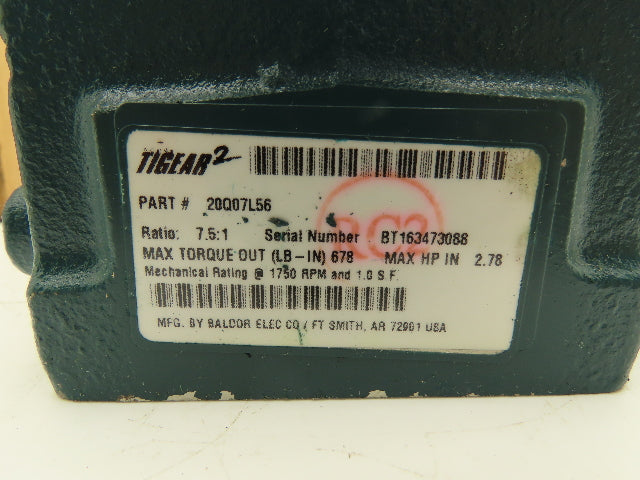 TIGEAR2
PART # 20Q07L56
Ratio: 7.5:1 Serial Number BT163473088
MAX TORQUE OUT (LB-IN) 678 MAX HP IN 2.78
Mechanical Rating @ 1750 RPM and 1.0 S.F.
MFG. BY BALDOR ELEC CO / FT SMITH, AR 72901 USA